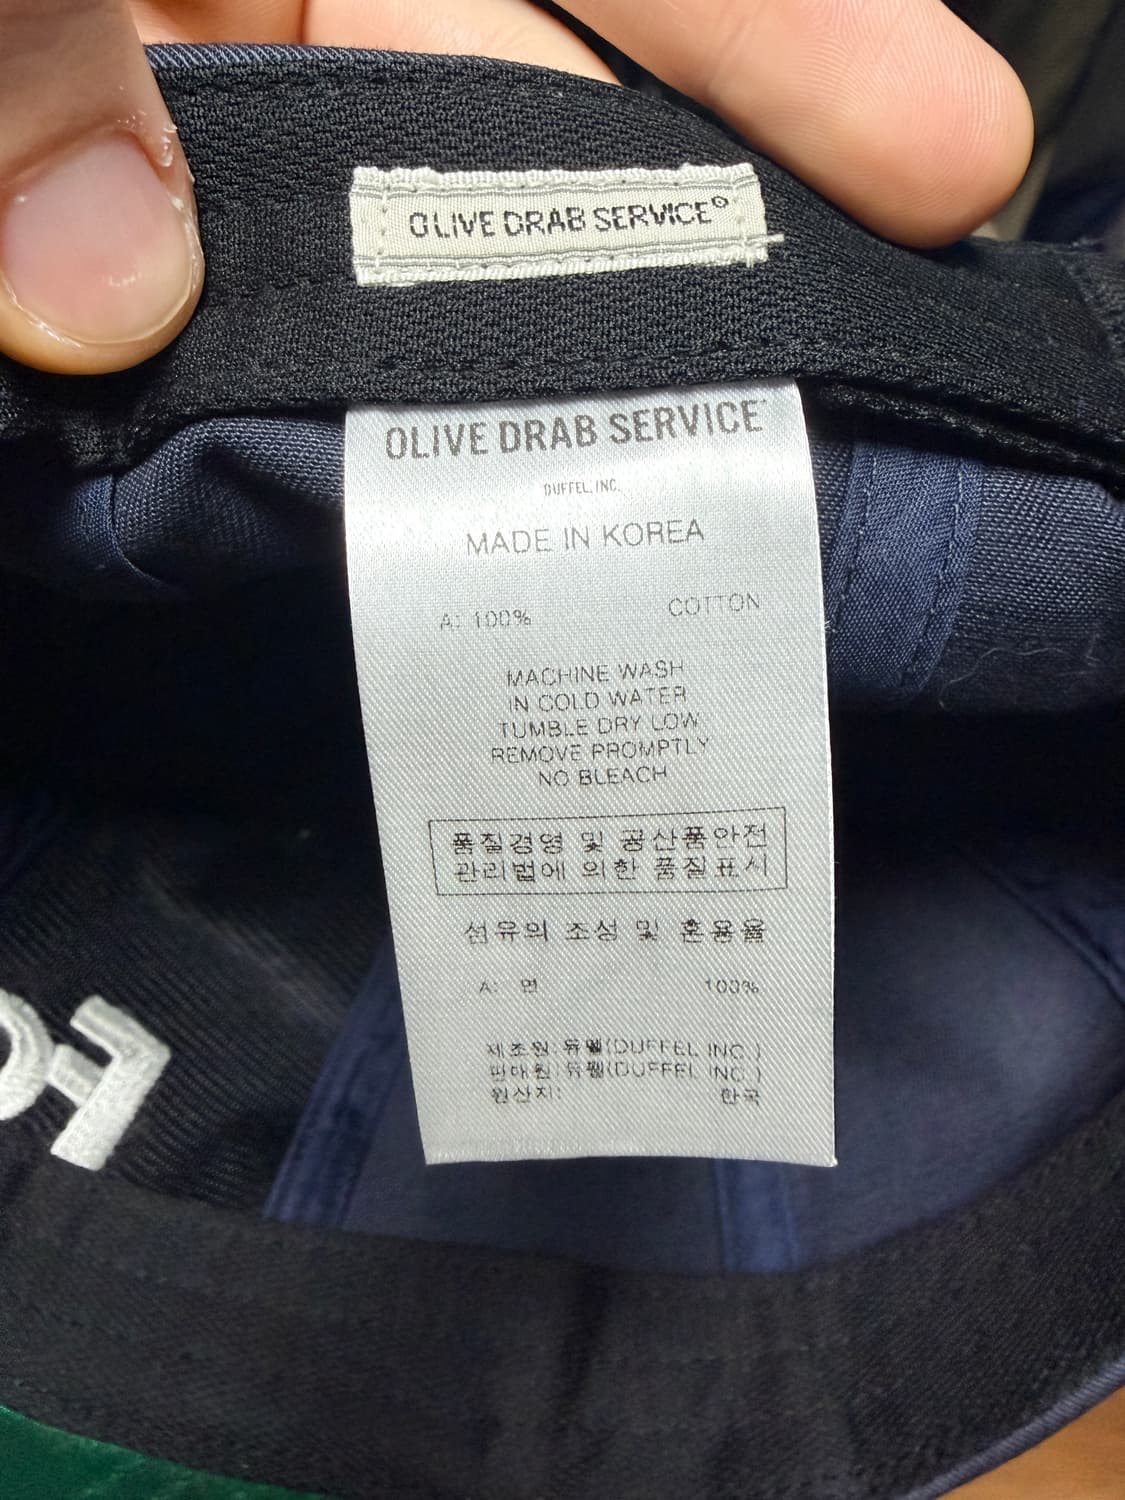 OLIVE DRAB SERVICE®
OLIVE DRAB SERVICE
DUFFEL, INC.
MADE IN KOREA
A: 100% COTTON
MACHINE WASH
IN COLD WATER
TUMBLE DRY LOW
REMOVE PROMPTLY
NO BLEACH
품질경영 및 공산품안전
관리법에 의한 품질표시
섬유의 조성 및 혼용율
A: 면 100%
제조원: 듀펠(DUFFEL INC.)
판매원: 듀펠(DUFFEL INC.)
원산지: 한국